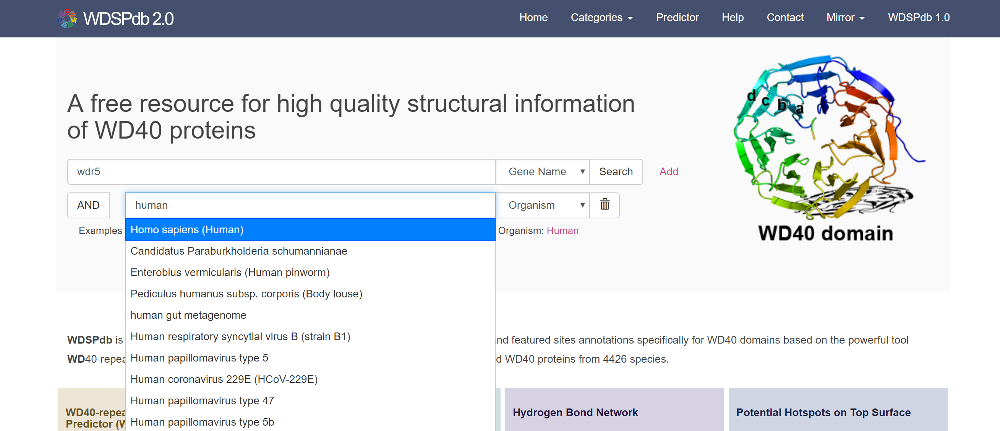 WDSPdb 2.0
Home Categories Predictor Help Contact Mirror WDSPdb 1.0
A free resource for high quality structural information
of WD40 proteins
wdr5 Gene Name Search Add
AND human Organism
Examples Organism: Human
Homo sapiens (Human)
Candidatus Paraburkholderia schumannianae
Enterobius vermicularis (Human pinworm)
Pediculus humanus subsp. corporis (Body louse)
human gut metagenome
Human respiratory syncytial virus B (strain B1)
Human papillomavirus type 5
Human coronavirus 229E (HCoV-229E)
Human papillomavirus type 47
Human papillomavirus type 5b
d c b a
WD40 domain
WDSPdb is nd featured sites annotations specifically for WD40 domains based on the powerful tool
WD40-repea d WD40 proteins from 4426 species.
WD40-repea
Predictor (W
Hydrogen Bond Network
Potential Hotspots on Top Surface